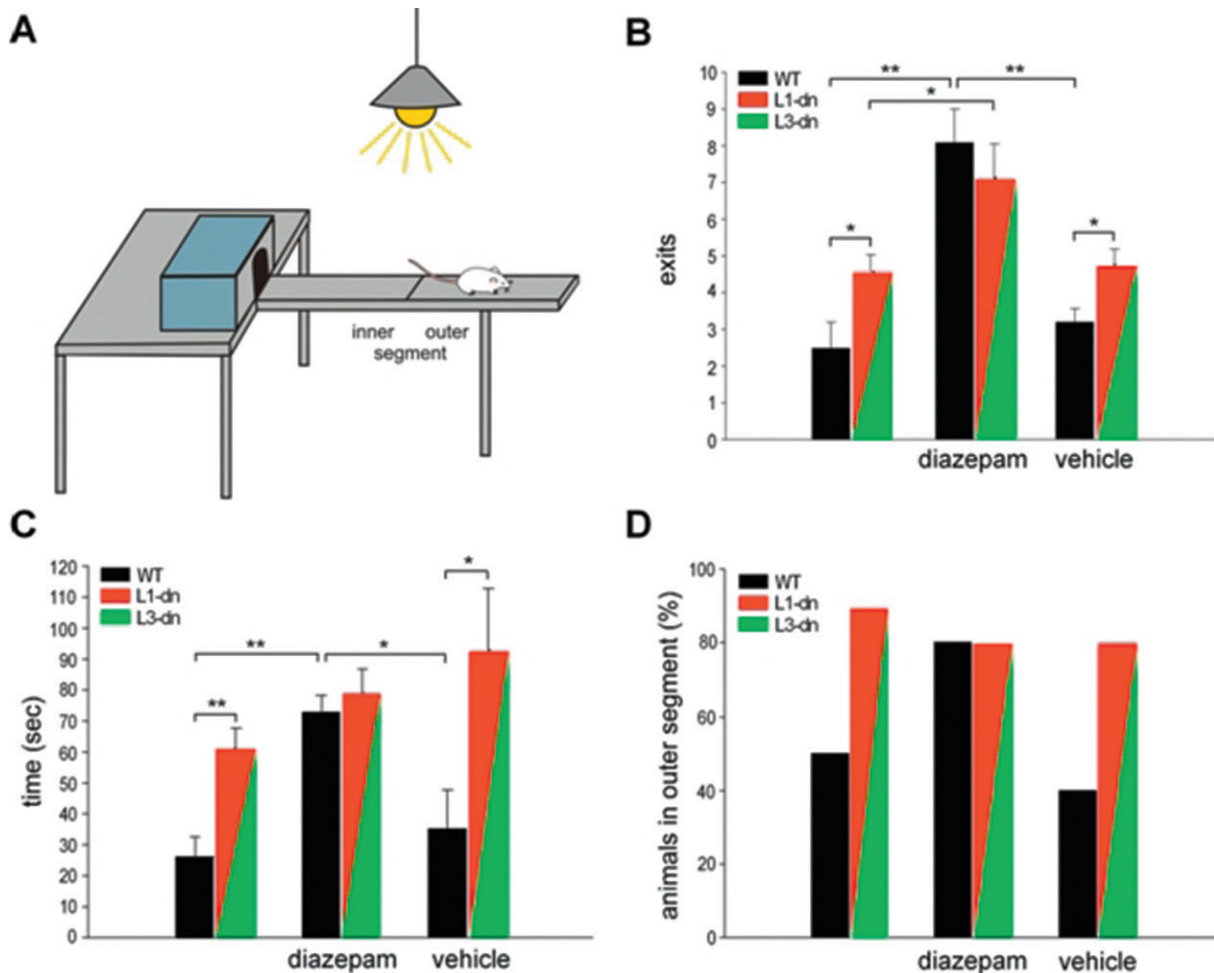 A
inner outer
segment
B
WT
L1-dn
L3-dn
** **
*
* *
10
9
8
7
6
5
4
3
2
1
0
exits
diazepam vehicle
C
WT
L1-dn
L3-dn
*
** *
**
120
110
100
90
80
70
60
50
40
30
20
10
0
time (sec)
diazepam vehicle
D
WT
L1-dn
L3-dn
100
80
60
40
80
0
animals in outer segment (%)
diazepam vehicle